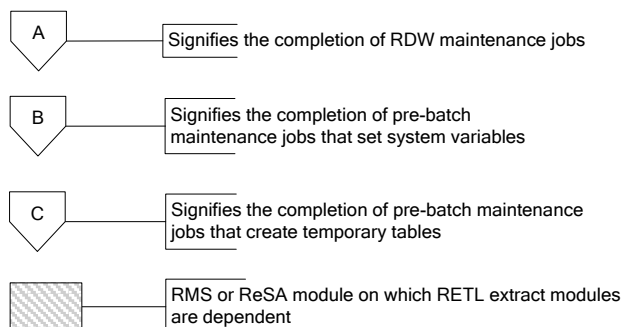 A
Signifies the completion of RDW maintenance jobs
B
Signifies the completion of pre-batch
maintenance jobs that set system variables
C
Signifies the completion of pre-batch maintenance
jobs that create temporary tables
RMS or ReSA module on which RETL extract modules
are dependent